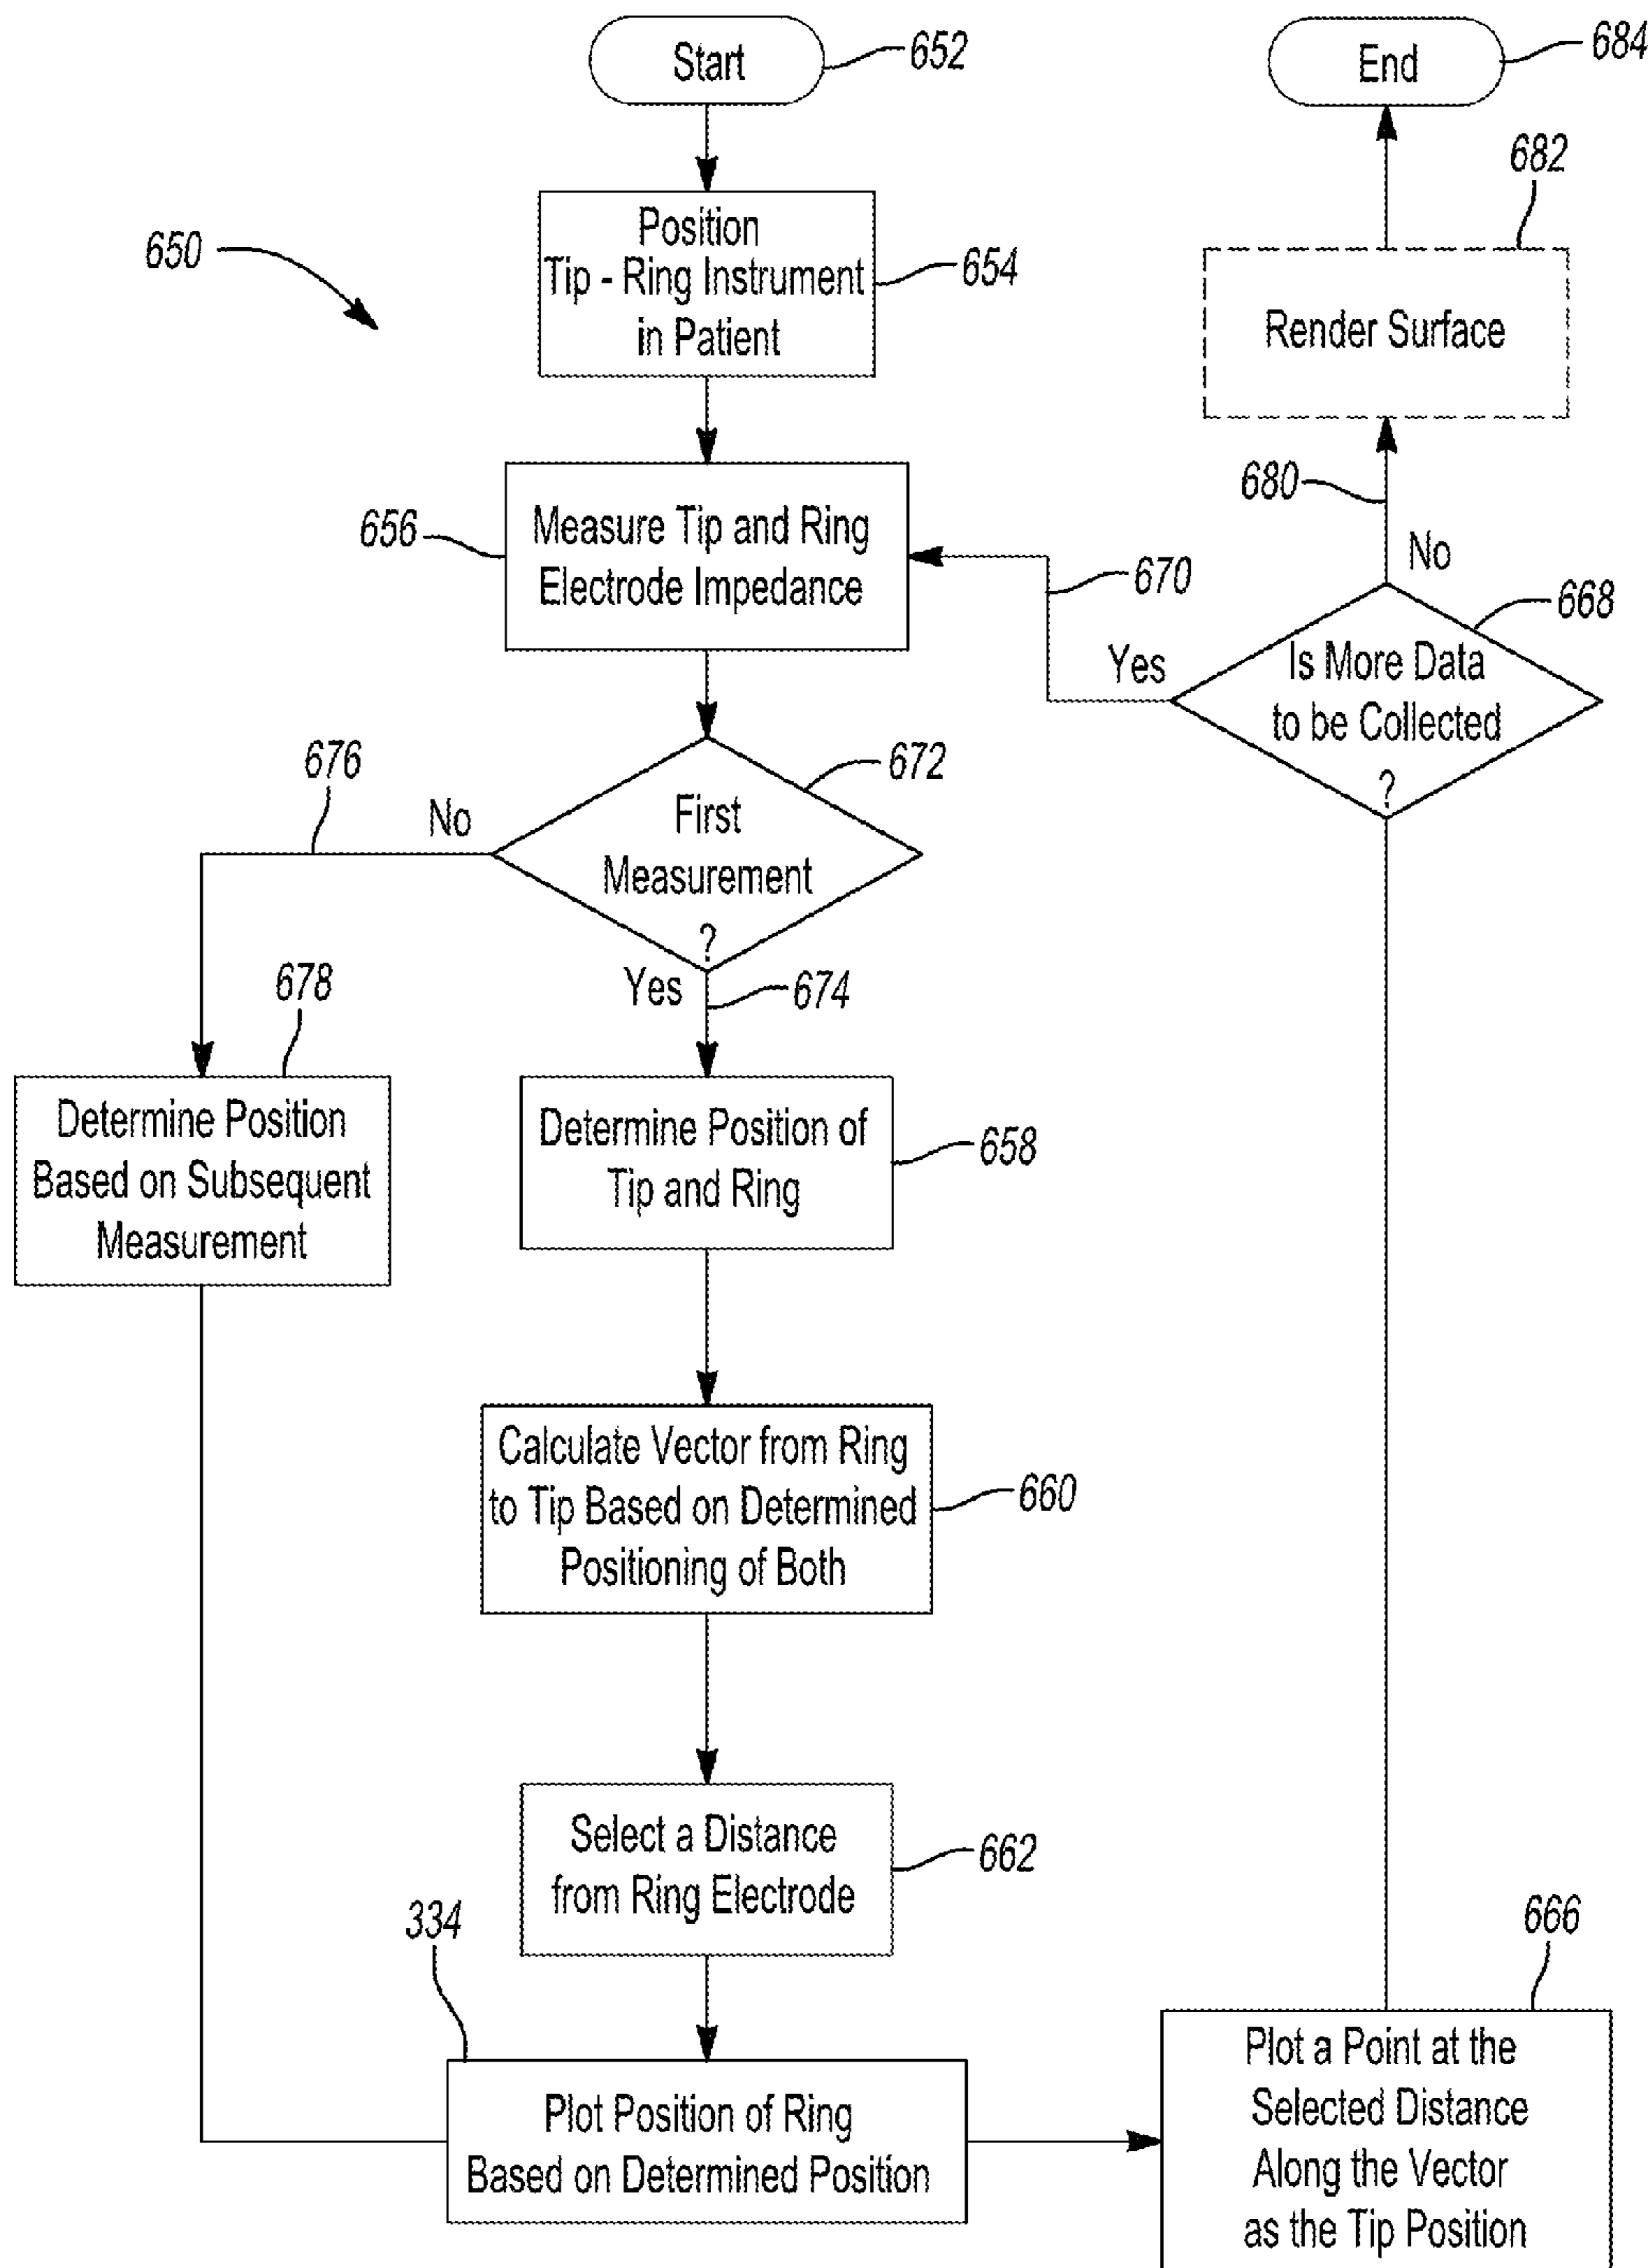 Start
652
End
684
682
650
Position
Tip - Ring Instrument
in Patient
654
Render Surface
680
656
Measure Tip and Ring
Electrode Impedance
670
No
668
Yes
Is More Data
to be Collected
?
676
672
No
First
Measurement
?
678
Yes
674
Determine Position
Based on Subsequent
Measurement
Determine Position of
Tip and Ring
658
Calculate Vector from Ring
to Tip Based on Determined
Positioning of Both
660
Select a Distance
from Ring Electrode
662
334
666
Plot Position of Ring
Based on Determined Position
Plot a Point at the
Selected Distance
Along the Vector
as the Tip Position